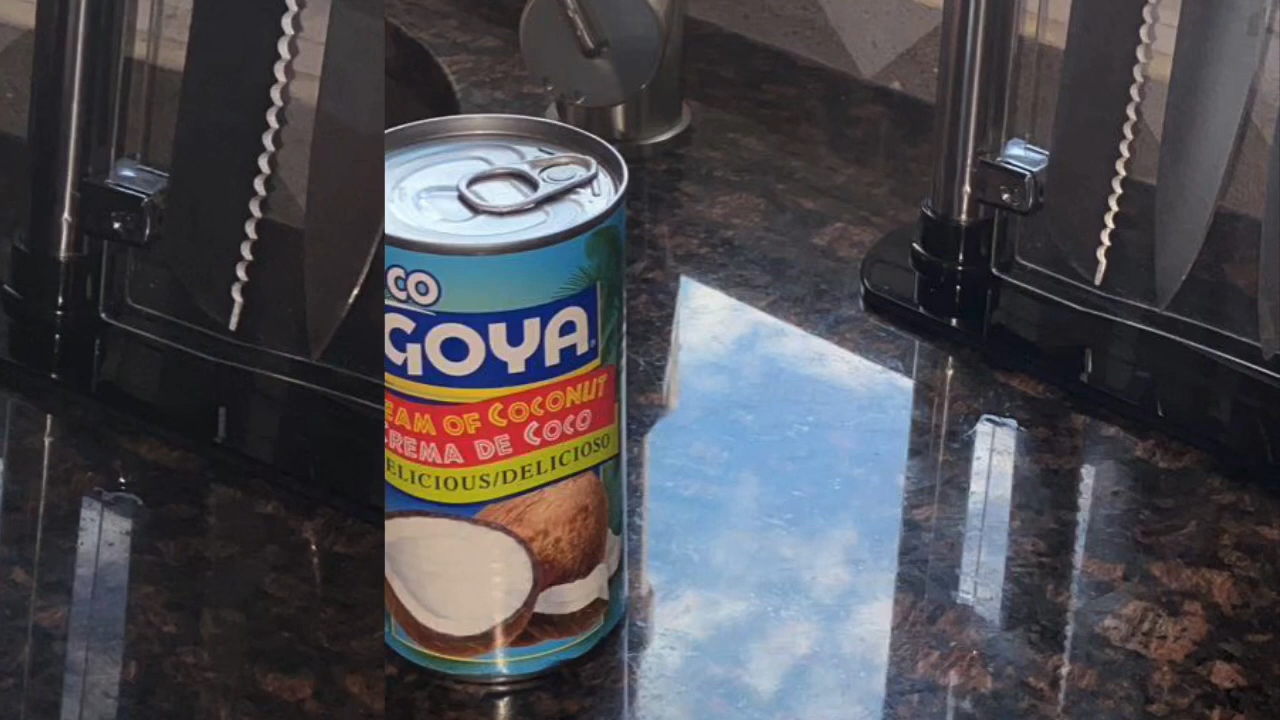 CO
GOYA
EAM OF COCONUT
REMA DE COCO
ELICIOUS/DELICIOSO